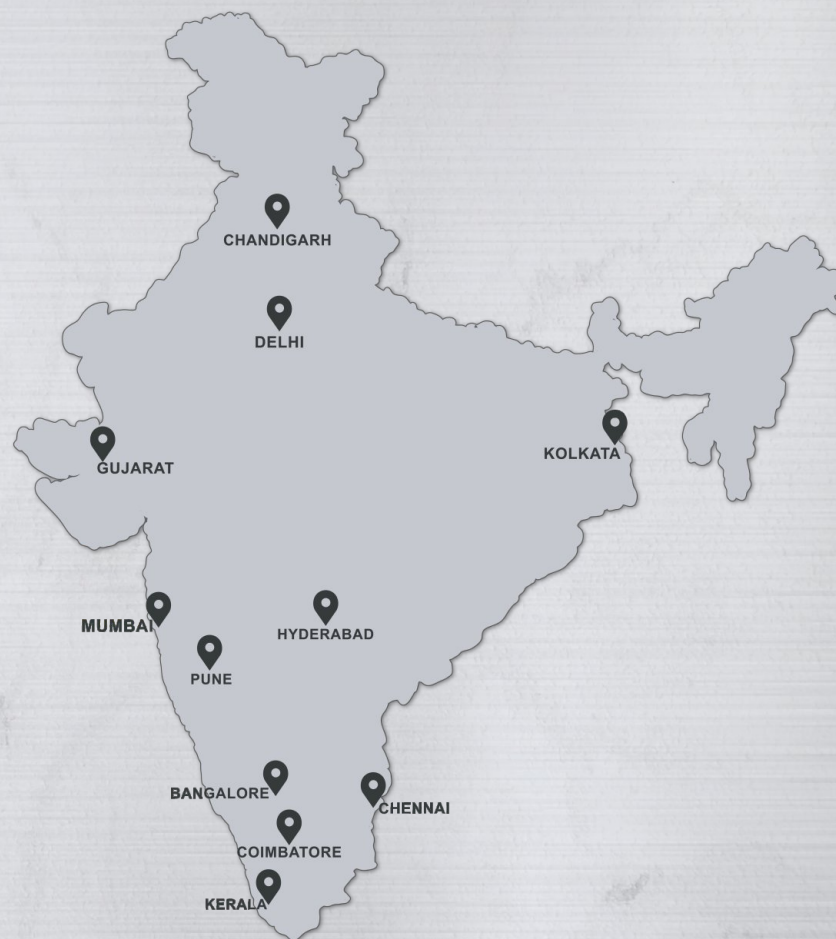 CHANDIGARH
DELHI
KOLKATA
GUJARAT
MUMBAI
HYDERABAD
PUNE
BANGALORE
CHENNAI
COIMBATORE
KERALA